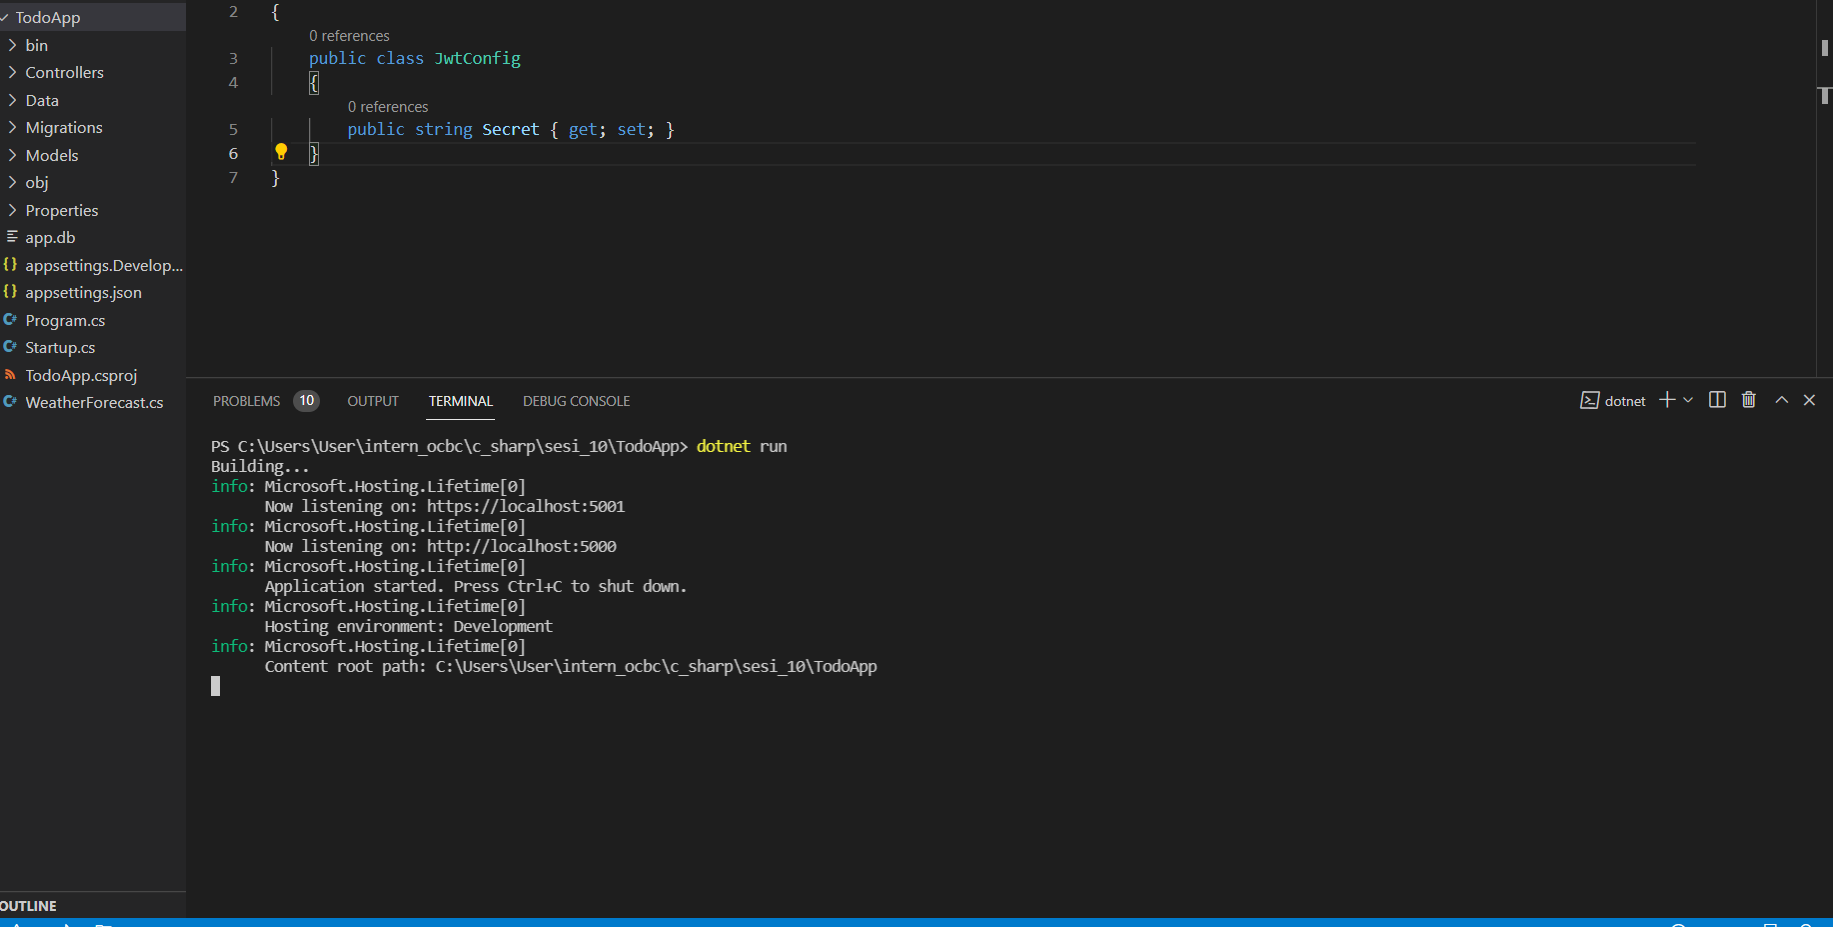 TodoApp
bin
Controllers
Data
Migrations
Models
obj
Properties
app.db
appsettings.Develop...
appsettings.json
Program.cs
Startup.cs
TodoApp.csproj
WeatherForecast.cs
OUTLINE
2 {
0 references
3 public class JwtConfig
4 {
0 references
5 public string Secret { get; set; }
6 }
7 }
PROBLEMS 10 OUTPUT TERMINAL DEBUG CONSOLE dotnet
PS C:\Users\User\intern_ocbc\c_sharp\sesi_10\TodoApp> dotnet run
Building...
info: Microsoft.Hosting.Lifetime[0]
Now listening on: https://localhost:5001
info: Microsoft.Hosting.Lifetime[0]
Now listening on: http://localhost:5000
info: Microsoft.Hosting.Lifetime[0]
Application started. Press Ctrl+C to shut down.
info: Microsoft.Hosting.Lifetime[0]
Hosting environment: Development
info: Microsoft.Hosting.Lifetime[0]
Content root path: C:\Users\User\intern_ocbc\c_sharp\sesi_10\TodoApp